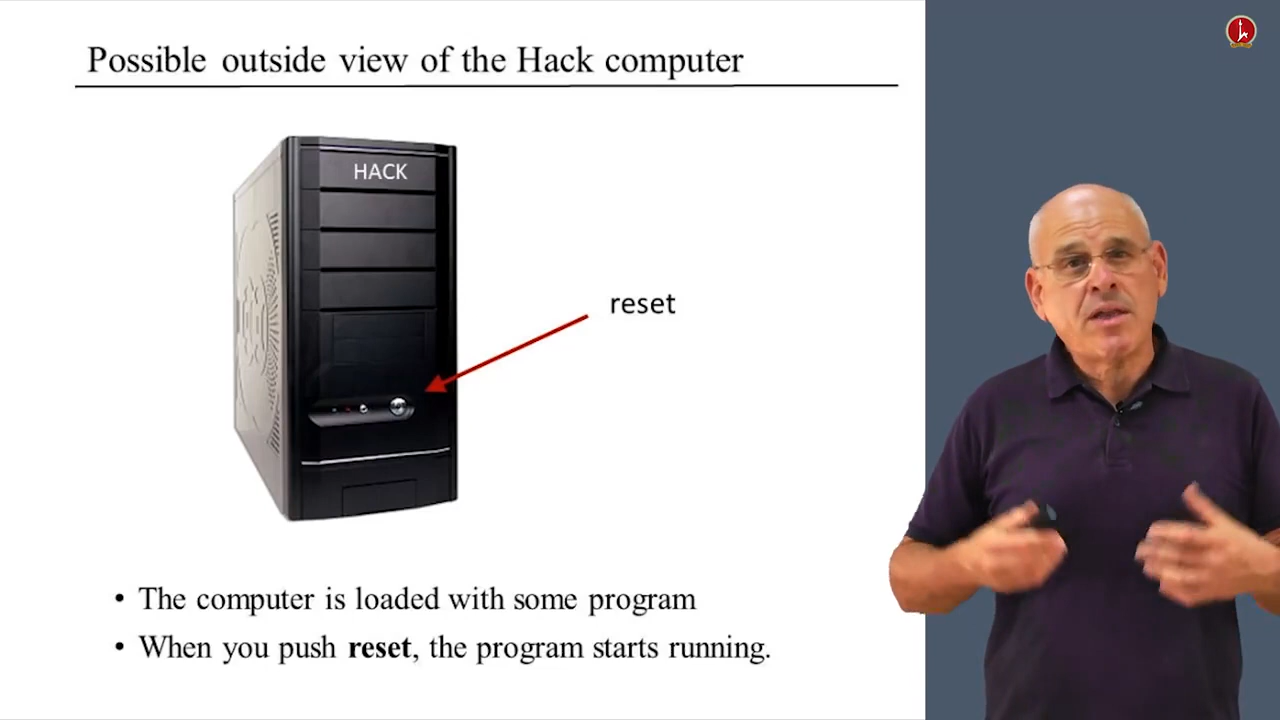 Possible outside view of the Hack computer
HACK
reset
• The computer is loaded with some program
• When you push reset, the program starts running.